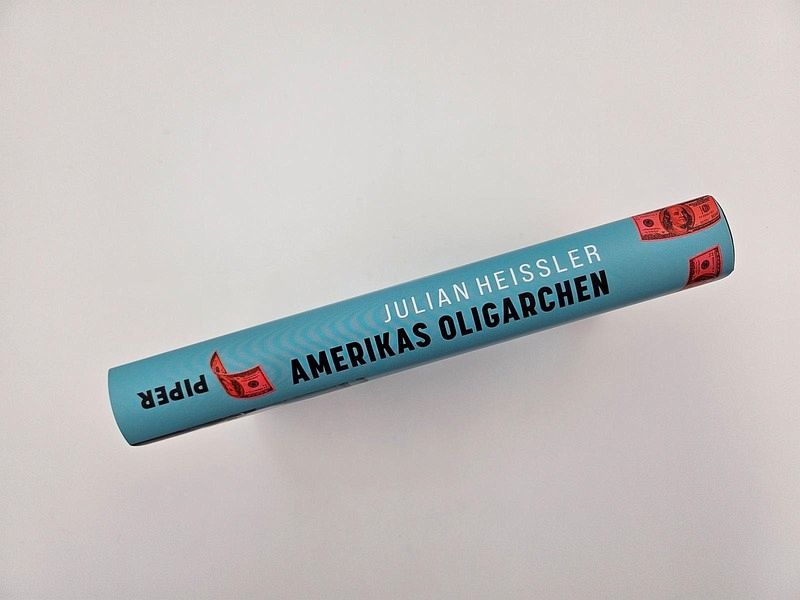 JULIAN HEISSLER
AMERIKAS OLIGARCHEN
PIPER